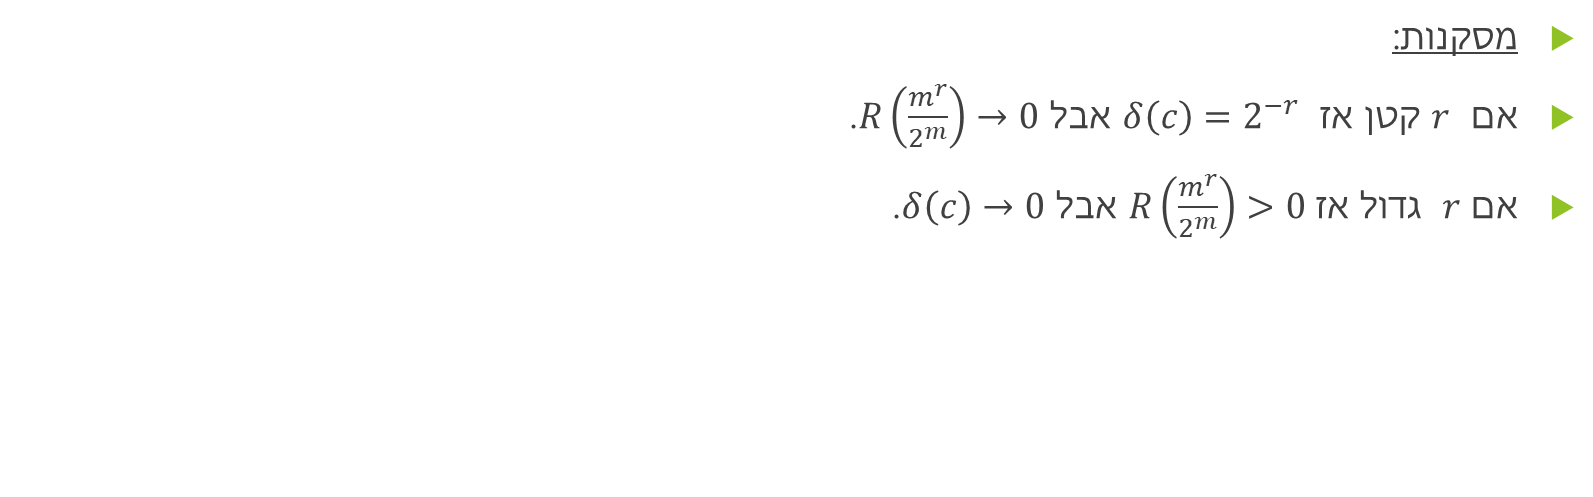 מסקנות:
אם r קטן אז δ(c) = 2^{−r} אבל R(m^r/2^m) → 0.
אם r גדול אז R(m^r/2^m) > 0 אבל δ(c) → 0.